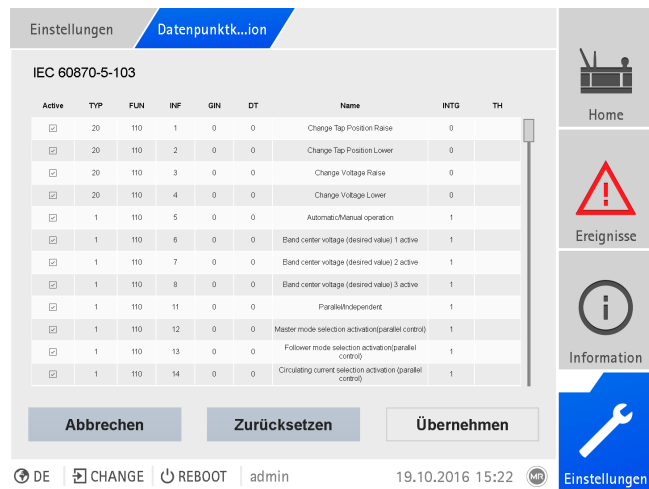 Einstellungen
Datenpunktk...ion
IEC 60870-5-103
Active TYP FUN INF GIN DT Name INTG TH
20 110 1 0 0 Change Tap Position Raise 0
20 110 2 0 0 Change Tap Position Lower 0
20 110 3 0 0 Change Voltage Raise 0
20 110 4 0 0 Change Voltage Lower 0
1 110 5 0 0 Automatic/Manual operation 1
1 110 6 0 0 Band center voltage (desired value) 1 active 1
1 110 7 0 0 Band center voltage (desired value) 2 active 1
1 110 8 0 0 Band center voltage (desired value) 3 active 1
1 110 11 0 0 Parallel/Independent 1
1 110 12 0 0 Master mode selection activation(parallel control) 1
1 110 13 0 0 Follower mode selection activation(parallel control) 1
1 110 14 0 0 Circulating current selection activation (parallel control) 1
Abbrechen Zurücksetzen Übernehmen
Home
Ereignisse
Information
Einstellungen
DE CHANGE REBOOT admin 19.10.2016 15:22 MR